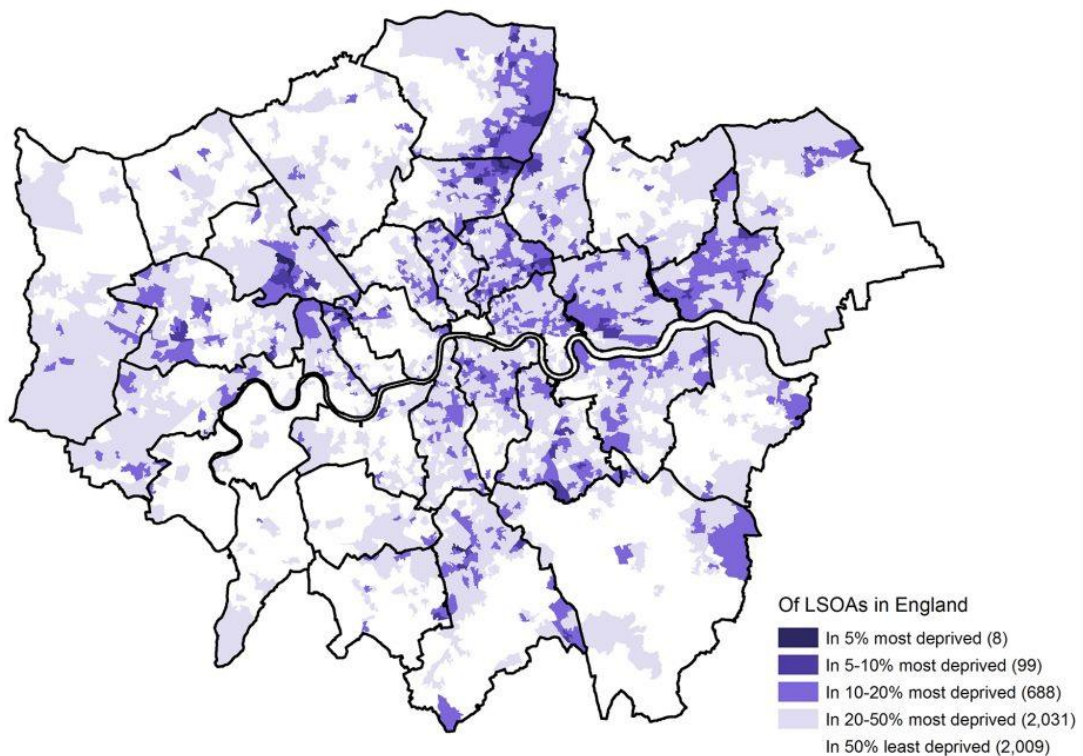 Of LSOAs in England
In 5% most deprived (8)
In 5-10% most deprived (99)
In 10-20% most deprived (688)
In 20-50% most deprived (2,031)
In 50% least deprived (2,009)